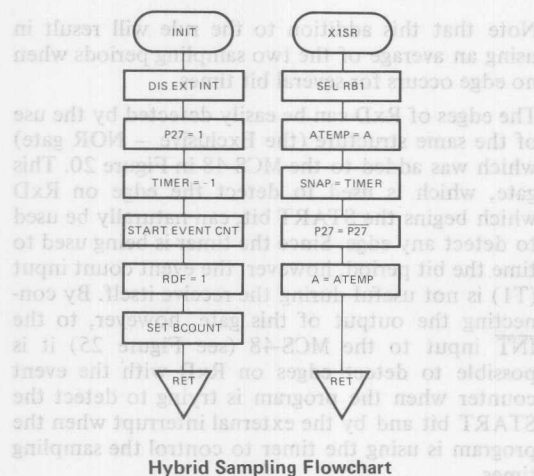 INIT
DIS EXT INT
P27 = 1
TIMER = - 1
START EVENT CNT
RDF = 1
SET BCOUNT
RET
X1SR
SEL RB1
ATEMP = A
SNAP = TIMER
P27 = P̅2̅7̅
A = ATEMP
RET
Hybrid Sampling Flowchart
Note that this addition to the rule will result in
using an average of the two sampling periods when
no edge occurs for several bit times.
The edges of RxD can be easily detected by the use
of the same structure (the Exclusive – NOR gate)
which was added to the MCS-48 in Figure 20. This
gate, which is used to detect the edge on RxD
which begins the START bit, can naturally be used
to detect any edge. Since the timer is being used to
time the bit period, however, the event count input
(T1) is not useful during the receive itself. By con-
necting the output of this gate, however, to the
I̅N̅T̅ input to the MCS-48 (see Figure 25) it is
possible to detect edges on RxD with the event
counter when the program is trying to detect the
START bit and by the external interrupt when the
program is using the timer to control the sampling
times.